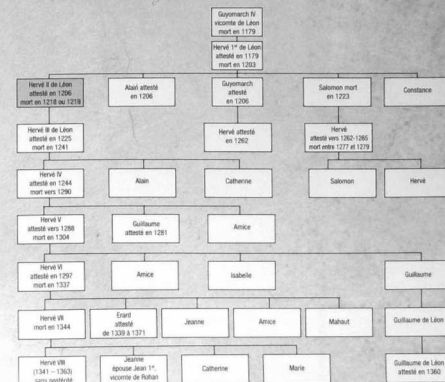 Guyomarch IV
vicomte de Léon
mort en 1179
Hervé 1er de Léon
attesté en 1179
mort en 1203
Hervé II de Léon
attesté en 1206
mort en 1218 ou 1219
Alain attesté
en 1206
Guyomarch
attesté
en 1206
Salomon mort
en 1223
Constance
Hervé III de Léon
attesté en 1225
mort en 1241
Hervé attesté
en 1262
Hervé
attesté vers 1262-1265
mort entre 1277 et 1279
Hervé IV
attesté en 1244
mort vers 1290
Alain
Catherine
Salomon
Hervé
Hervé V
attesté vers 1288
mort en 1304
Guillaume
attesté en 1281
Amice
Hervé VI
attesté en 1297
mort en 1337
Amice
Isabelle
Guillaume
Hervé VII
mort en 1344
Erard
attesté
de 1339 à 1371
Jeanne
Amice
Mahaut
Guillaume de Léon
Hervé VIII
(1341 – 1363)
sans postérité
Jeanne
épouse Jean 1er,
vicomte de Rohan
Catherine
Marie
Guillaume de Léon
attesté en 1360